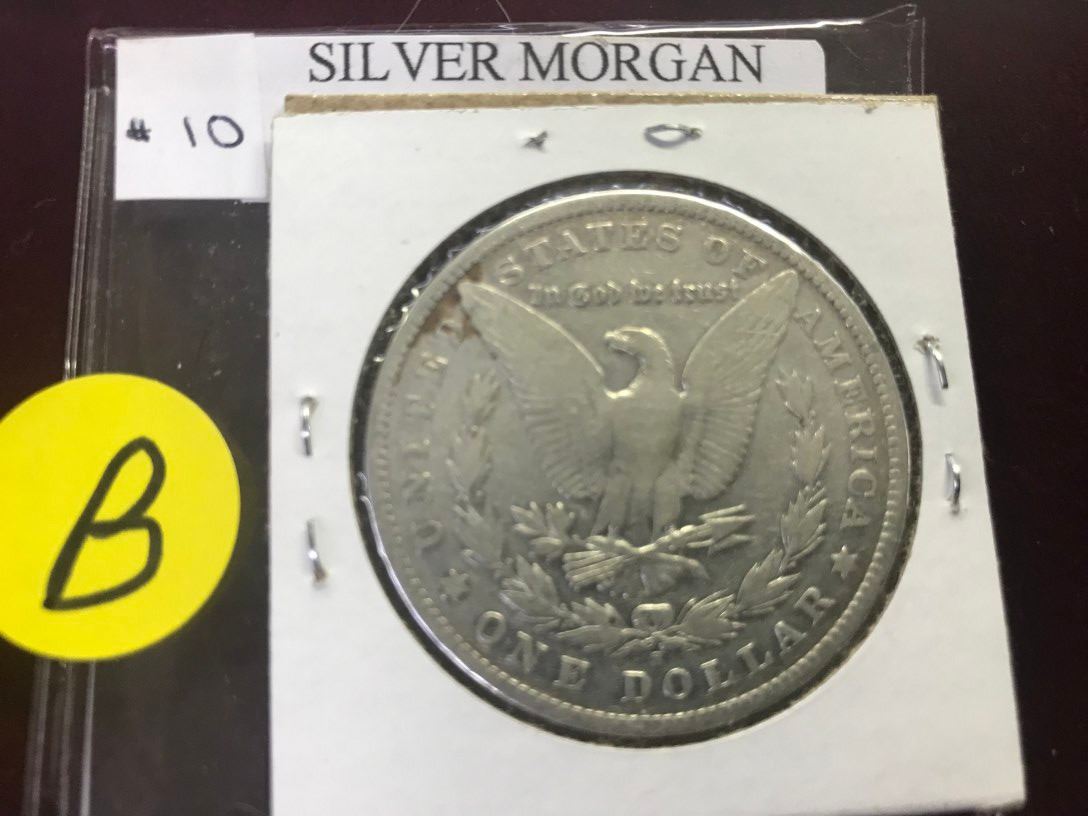 SILVER MORGAN
# 10
B
UNITED STATES OF AMERICA
In God we trust
ONE DOLLAR